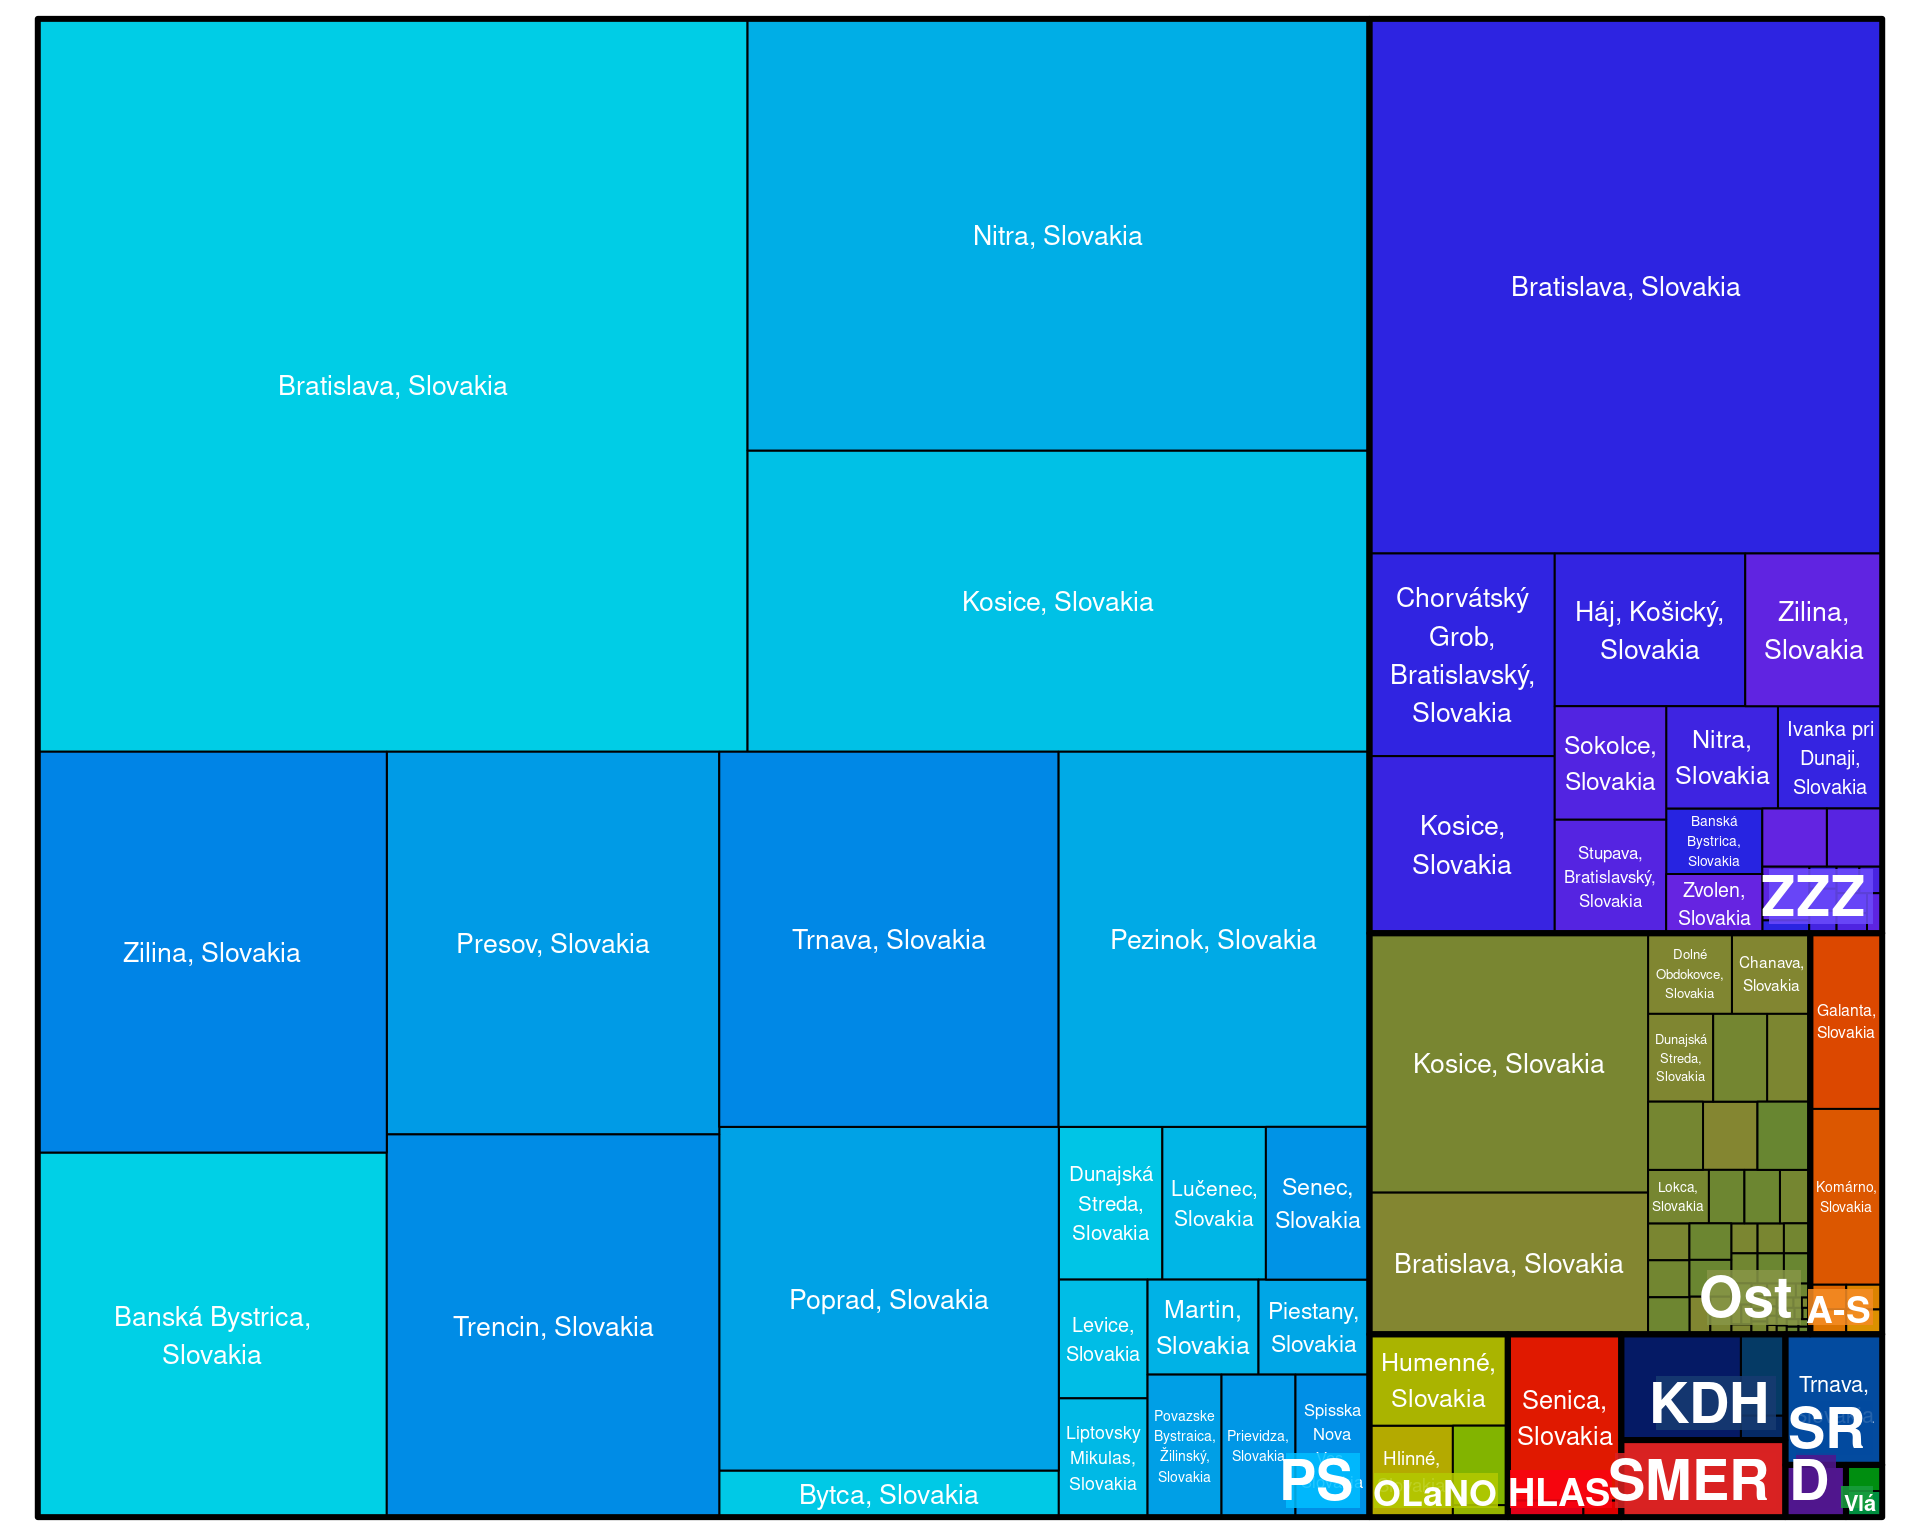 Bratislava, Slovakia
Nitra, Slovakia
Kosice, Slovakia
Zilina, Slovakia
Presov, Slovakia
Trnava, Slovakia
Pezinok, Slovakia
Banská Bystrica,
Slovakia
Trencin, Slovakia
Poprad, Slovakia
Bytca, Slovakia
Dunajská
Streda,
Slovakia
Lučenec,
Slovakia
Senec,
Slovakia
Levice,
Slovakia
Martin,
Slovakia
Piestany,
Slovakia
Liptovsky
Mikulas,
Slovakia
Povazske
Bystraica,
Žilinský,
Slovakia
Prievidza,
Slovakia
Spisska
Nova
PS
Bratislava, Slovakia
Chorvátský
Grob,
Bratislavský,
Slovakia
Háj, Košický,
Slovakia
Zilina,
Slovakia
Kosice,
Slovakia
Sokolce,
Slovakia
Nitra,
Slovakia
Ivanka pri
Dunaji,
Slovakia
Stupava,
Bratislavský,
Slovakia
Banská
Bystrica,
Slovakia
Zvolen,
Slovakia
ZZZ
Kosice, Slovakia
Bratislava, Slovakia
Dolné
Obdokovce,
Slovakia
Chanava,
Slovakia
Dunajská
Streda,
Slovakia
Lokca,
Slovakia
Ost
Galanta,
Slovakia
Komárno,
Slovakia
A-S
Humenné,
Slovakia
Hlinné,
OLaNO
Senica,
Slovakia
HLAS
KDH
SMER
Trnava,
SR
D
Vlá